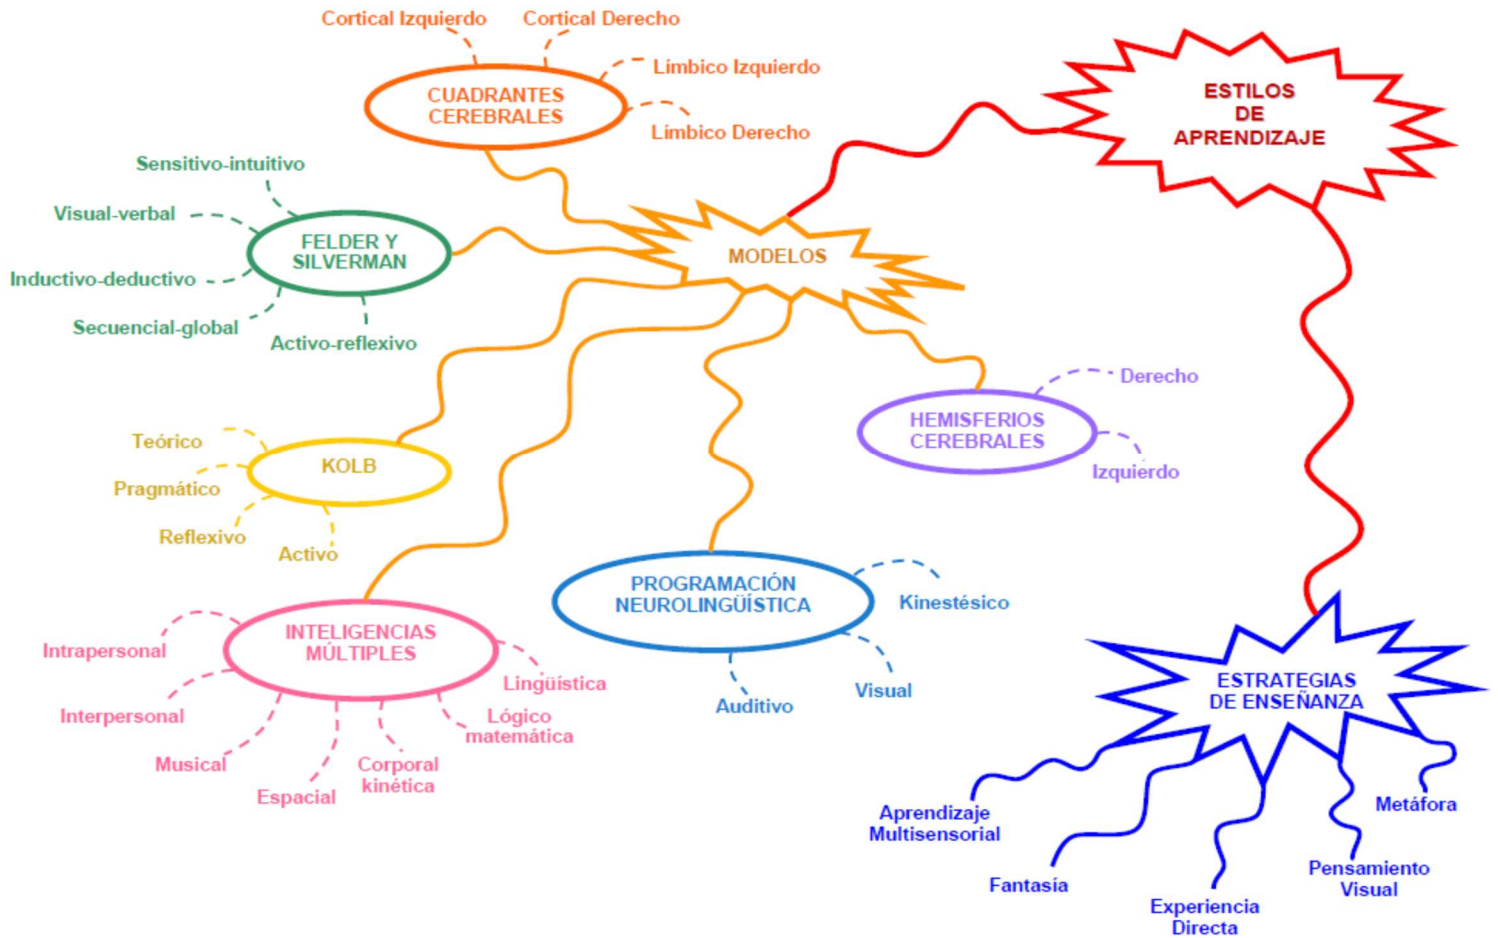 Cortical Izquierdo
Cortical Derecho
Límbico Izquierdo
Límbico Derecho
CUADRANTES
CEREBRALES
ESTILOS
DE
APRENDIZAJE
Sensitivo-intuitivo
Visual-verbal
Inductivo-deductivo
Secuencial-global
Activo-reflexivo
FELDER Y
SILVERMAN
MODELOS
Derecho
Izquierdo
HEMISFERIOS
CEREBRALES
Teórico
Pragmático
Reflexivo
Activo
KOLB
PROGRAMACIÓN
NEUROLINGÜÍSTICA
Kinestésico
Visual
Auditivo
INTELIGENCIAS
MÚLTIPLES
Intrapersonal
Interpersonal
Musical
Espacial
Corporal
kinética
Lógico
matemática
Lingüística
ESTRATEGIAS
DE ENSEÑANZA
Aprendizaje
Multisensorial
Fantasía
Experiencia
Directa
Pensamiento
Visual
Metáfora